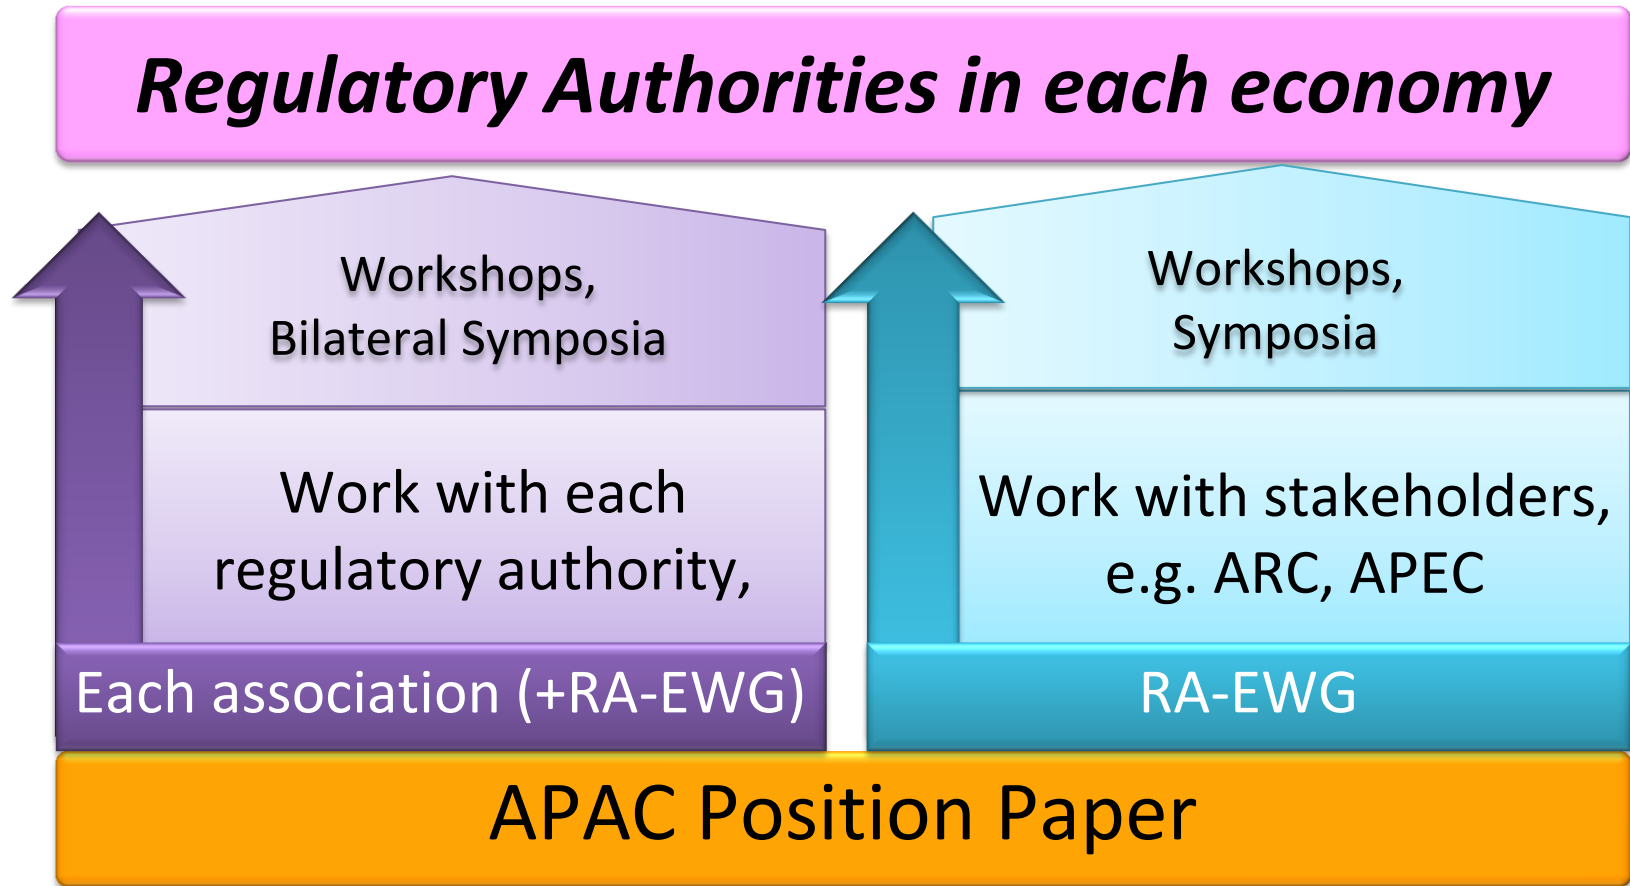 Regulatory Authorities in each economy
Workshops,
Bilateral Symposia
Work with each
regulatory authority,
Each association (+RA-EWG)
Workshops,
Symposia
Work with stakeholders,
e.g. ARC, APEC
RA-EWG
APAC Position Paper